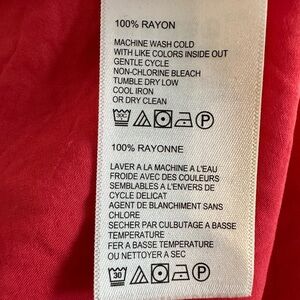 100% RAYON
MACHINE WASH COLD
WITH LIKE COLORS INSIDE OUT
GENTLE CYCLE
NON-CHLORINE BLEACH
TUMBLE DRY LOW
COOL IRON
OR DRY CLEAN
30 P
100% RAYONNE
LAVER A LA MACHINE A L'EAU
FROIDE AVEC DES COULEURS
SEMBLABLES A L'ENVERS DE
CYCLE DELICAT
AGENT DE BLANCHIMENT SANS
CHLORE
SECHER PAR CULBUTAGE A BASSE
TEMPERATURE
FER A BASSE TEMPERATURE
OU NETTOYER A SEC
30 P